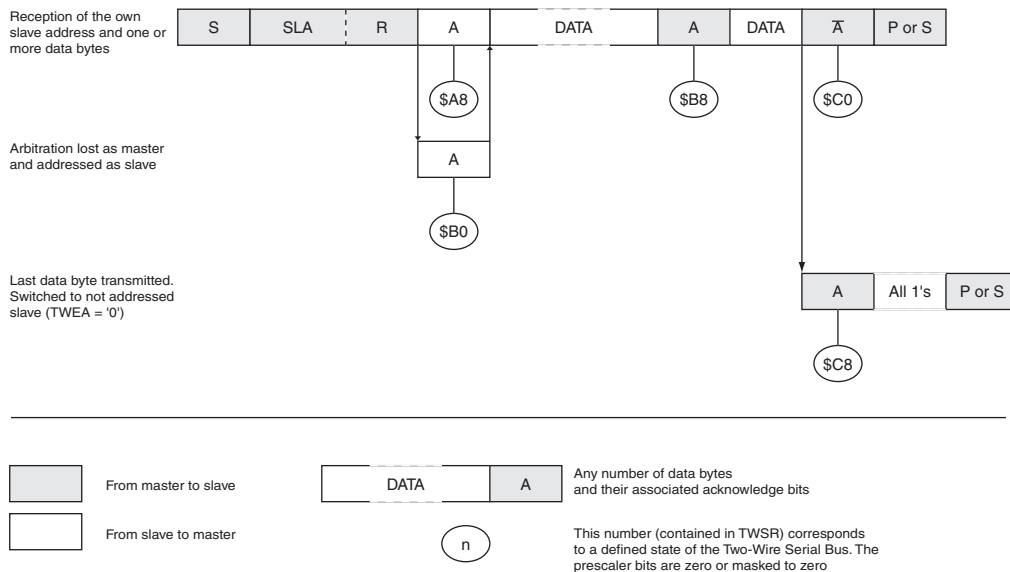 Reception of the own
slave address and one or
more data bytes
S SLA R A DATA A DATA A̅ P or S
$A8 $B8 $C0
Arbitration lost as master
and addressed as slave
A
$B0
Last data byte transmitted.
Switched to not addressed
slave (TWEA = '0')
A All 1's P or S
$C8
From master to slave
From slave to master
DATA A
Any number of data bytes
and their associated acknowledge bits
n
This number (contained in TWSR) corresponds
to a defined state of the Two-Wire Serial Bus. The
prescaler bits are zero or masked to zero